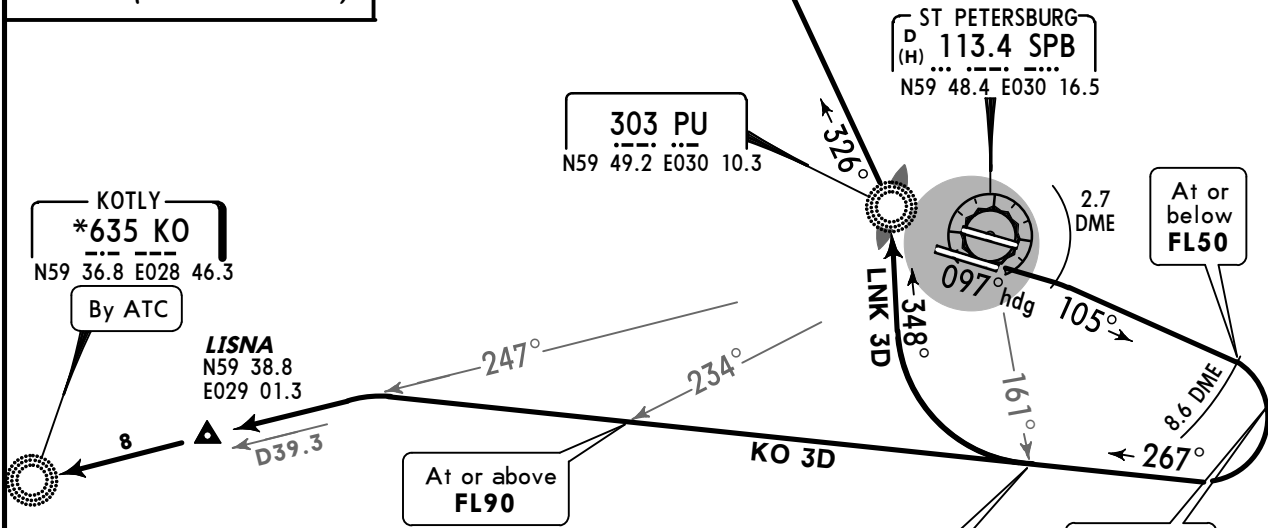 ST PETERSBURG
D
(H)
113.4 SPB
N59 48.4 E030 16.5
303 PU
N59 49.2 E030 10.3
326°
2.7
DME
At or
below
FL50
KOTLY
*635 KO
N59 36.8 E028 46.3
By ATC
LISNA
N59 38.8
E029 01.3
097° hdg
105°
LNK 3D
348°
161°
247°
234°
8.6 DME
267°
8
D39.3
KO 3D
At or above
FL90